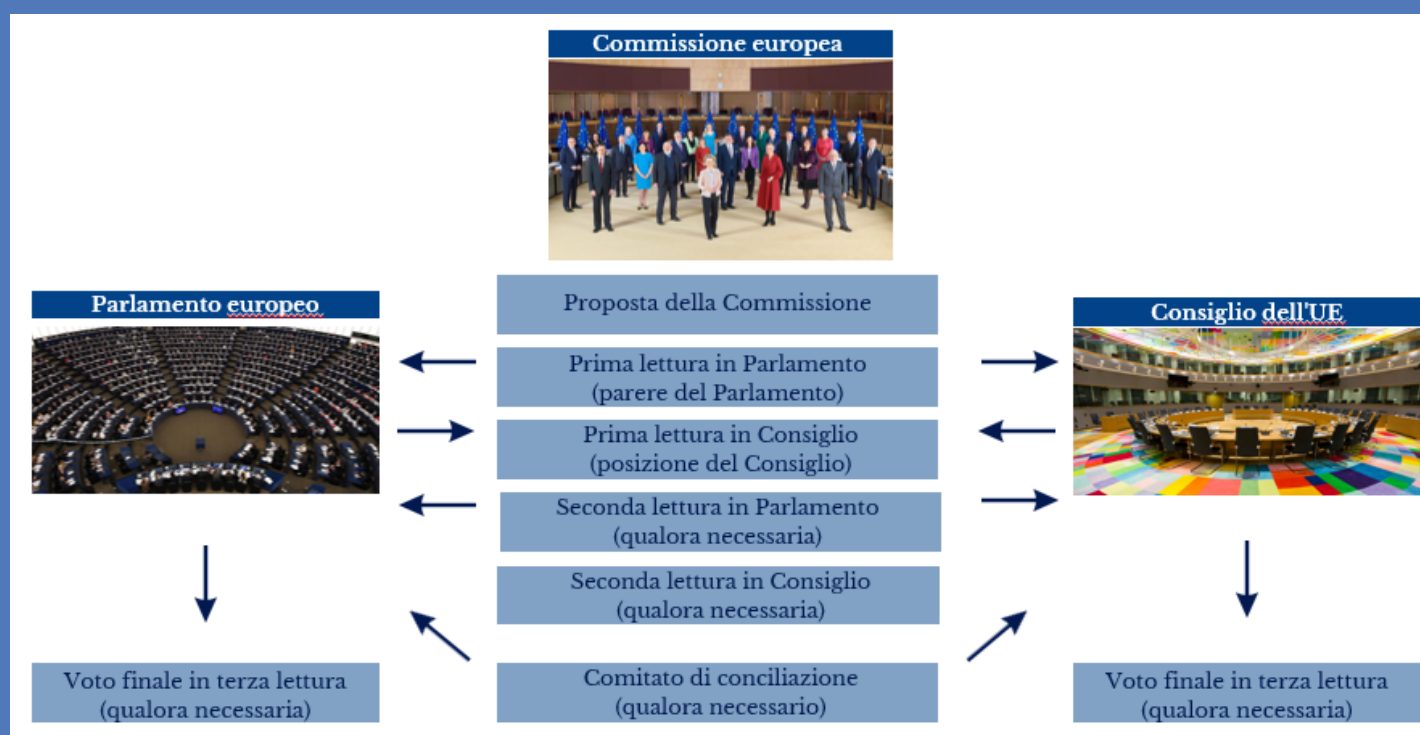 Commissione europea
Parlamento europeo
Consiglio dell'UE
Proposta della Commissione
Prima lettura in Parlamento
(parere del Parlamento)
Prima lettura in Consiglio
(posizione del Consiglio)
Seconda lettura in Parlamento
(qualora necessaria)
Seconda lettura in Consiglio
(qualora necessaria)
Voto finale in terza lettura
(qualora necessaria)
Comitato di conciliazione
(qualora necessario)
Voto finale in terza lettura
(qualora necessaria)